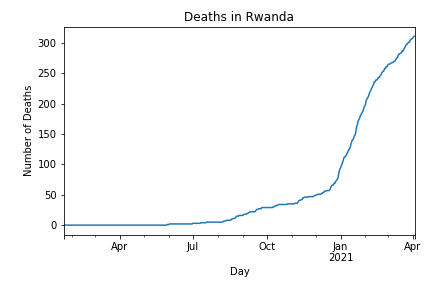 Deaths in Rwanda
Number of Deaths
300
250
200
150
100
50
0
Apr
Jul
Oct
Jan
2021
Apr
Day